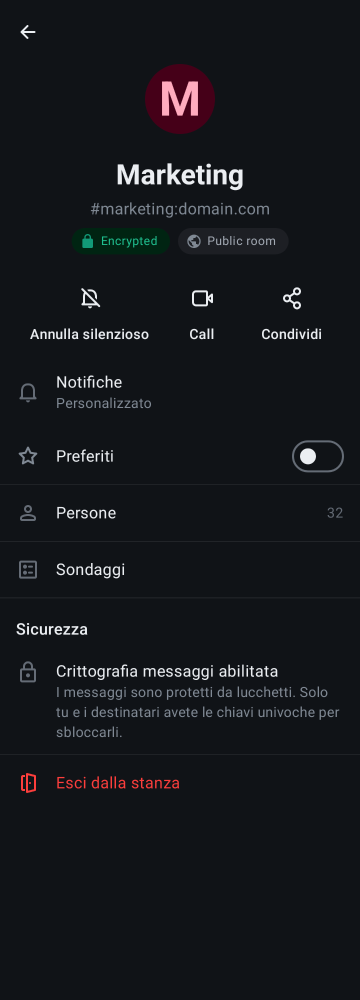 M
Marketing
#marketing:domain.com
Encrypted
Public room
Annulla silenzioso
Call
Condividi
Notifiche
Personalizzato
Preferiti
Persone
32
Sondaggi
Sicurezza
Crittografia messaggi abilitata
I messaggi sono protetti da lucchetti. Solo
tu e i destinatari avete le chiavi univoche per
sbloccarli.
Esci dalla stanza